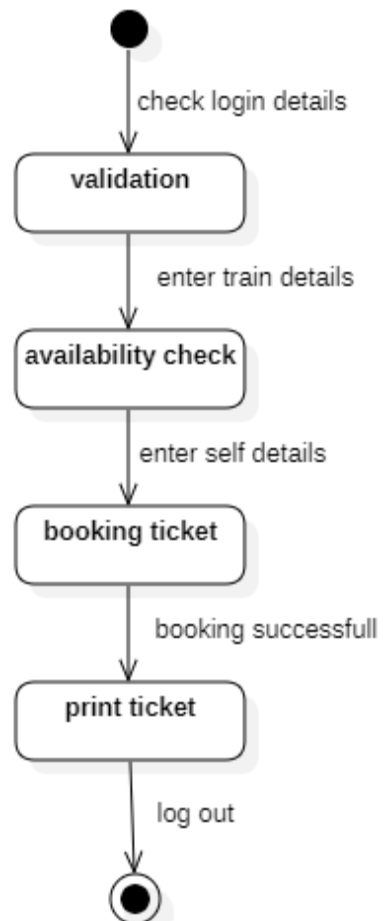 check login details
validation
enter train details
availability check
enter self details
booking ticket
booking successfull
print ticket
log out